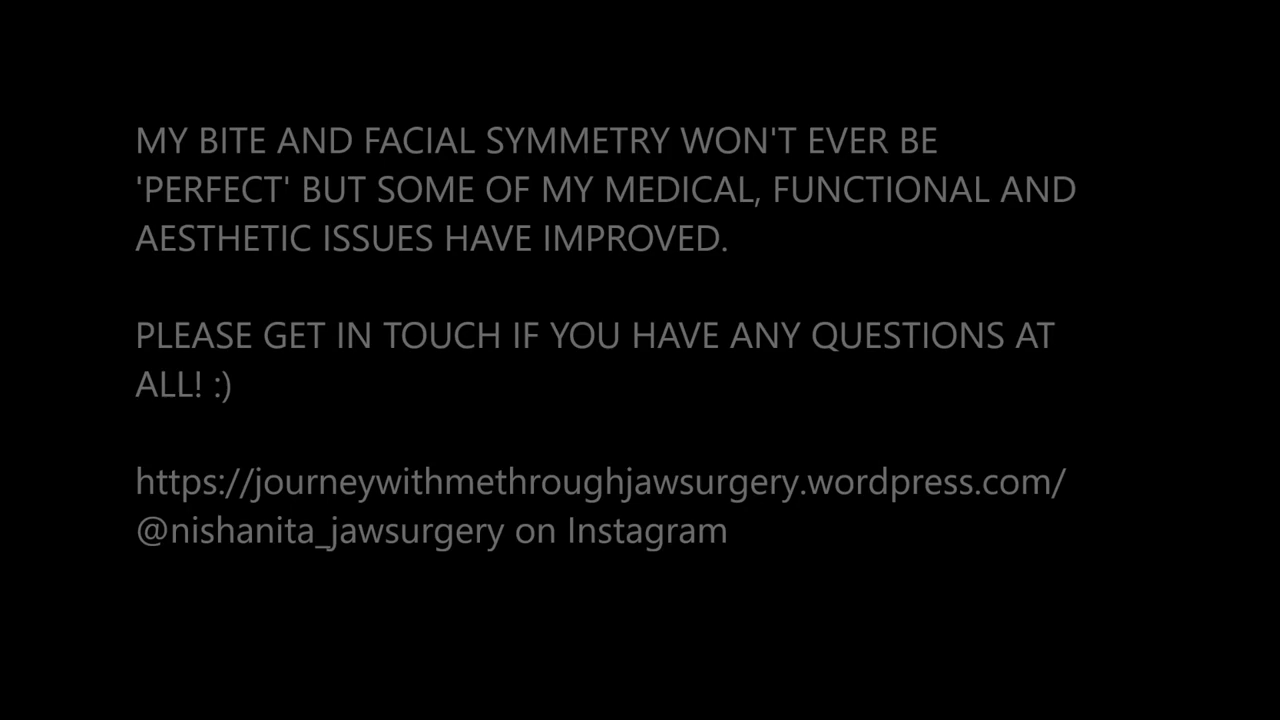 MY BITE AND FACIAL SYMMETRY WON'T EVER BE
'PERFECT' BUT SOME OF MY MEDICAL, FUNCTIONAL AND
AESTHETIC ISSUES HAVE IMPROVED.
PLEASE GET IN TOUCH IF YOU HAVE ANY QUESTIONS AT
ALL! :)
https://journeywithmethroughjawsurgery.wordpress.com/
@nishanita_jawsurgery on Instagram